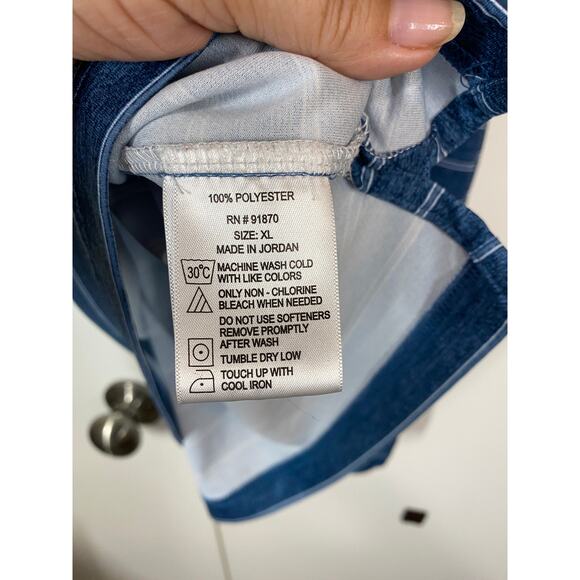 100% POLYESTER
RN # 91870
SIZE: XL
MADE IN JORDAN
30°C MACHINE WASH COLD
WITH LIKE COLORS
ONLY NON - CHLORINE
BLEACH WHEN NEEDED
DO NOT USE SOFTENERS
REMOVE PROMPTLY
AFTER WASH
TUMBLE DRY LOW
TOUCH UP WITH
COOL IRON